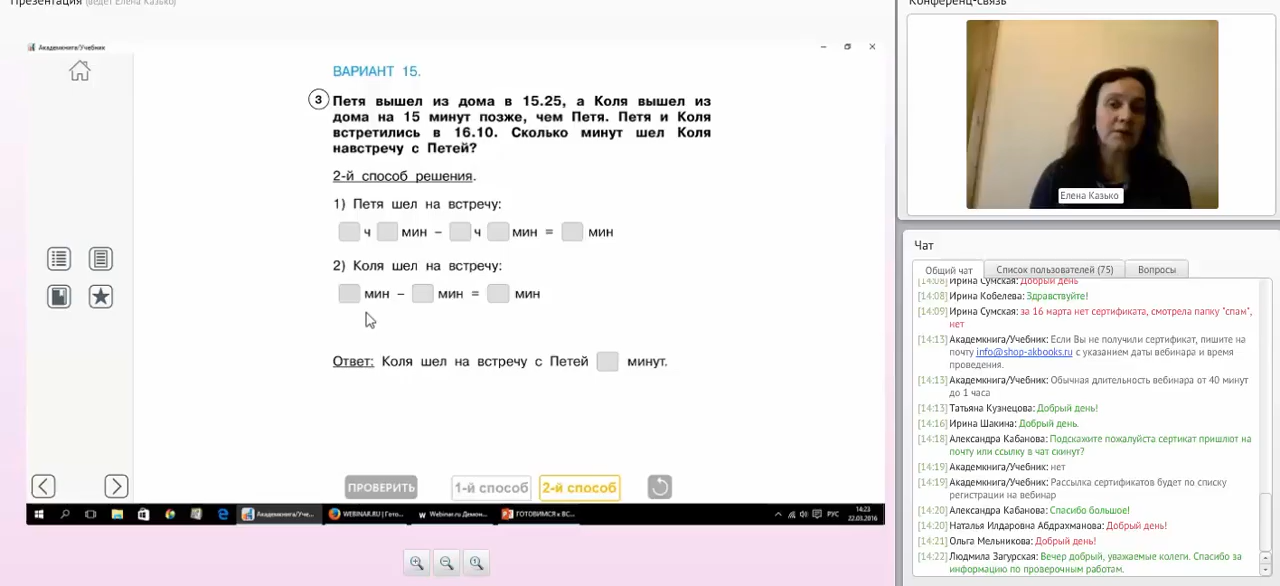 Презентация (ведет Елена Казько)
Академкнига/Учебник
ВАРИАНТ 15.
3 Петя вышел из дома в 15.25, а Коля вышел из
дома на 15 минут позже, чем Петя. Петя и Коля
встретились в 16.10. Сколько минут шел Коля
навстречу с Петей?
2-й способ решения.
1) Петя шел на встречу:
ч мин – ч мин = мин
2) Коля шел на встречу:
мин – мин = мин
Ответ: Коля шел на встречу с Петей минут.
ПРОВЕРИТЬ 1-й способ 2-й способ
Академкнига/Уче... WEBINAR.RU | Гото... Webinar.ru Демон... ГОТОВИМСЯ к ВС... РУС 14:23
22.03.2016
Конференц-связь
Елена Казько
Чат
Общий чат Список пользователей (75) Вопросы
[14:08] Ирина Сумская: Добрый день
[14:08] Ирина Кобелева: Здравствуйте!
[14:09] Ирина Сумская: за 16 марта нет сертификата, смотрела папку "спам",
нет
[14:13] Академкнига/Учебник: Если Вы не получили сертификат, пишите на
почту info@shop-akbooks.ru с указанием даты вебинара и время
проведения.
[14:13] Академкнига/Учебник: Обычная длительность вебинара от 40 минут
до 1 часа
[14:13] Татьяна Кузнецова: Добрый день!
[14:16] Ирина Шакина: Добрый день.
[14:18] Александра Кабанова: Подскажите пожалуйста сертикат пришлют на
почту или ссылку в чат скинут?
[14:19] Академкнига/Учебник: нет
[14:19] Академкнига/Учебник: Рассылка сертификатов будет по списку
регистрации на вебинар
[14:20] Александра Кабанова: Спасибо большое!
[14:20] Наталья Илдаровна Абдрахманова: Добрый день!
[14:21] Ольга Мельникова: Добрый день!
[14:22] Людмила Загурская: Вечер добрый, уважаемые колеги. Спасибо за
информацию по проверочным работам.